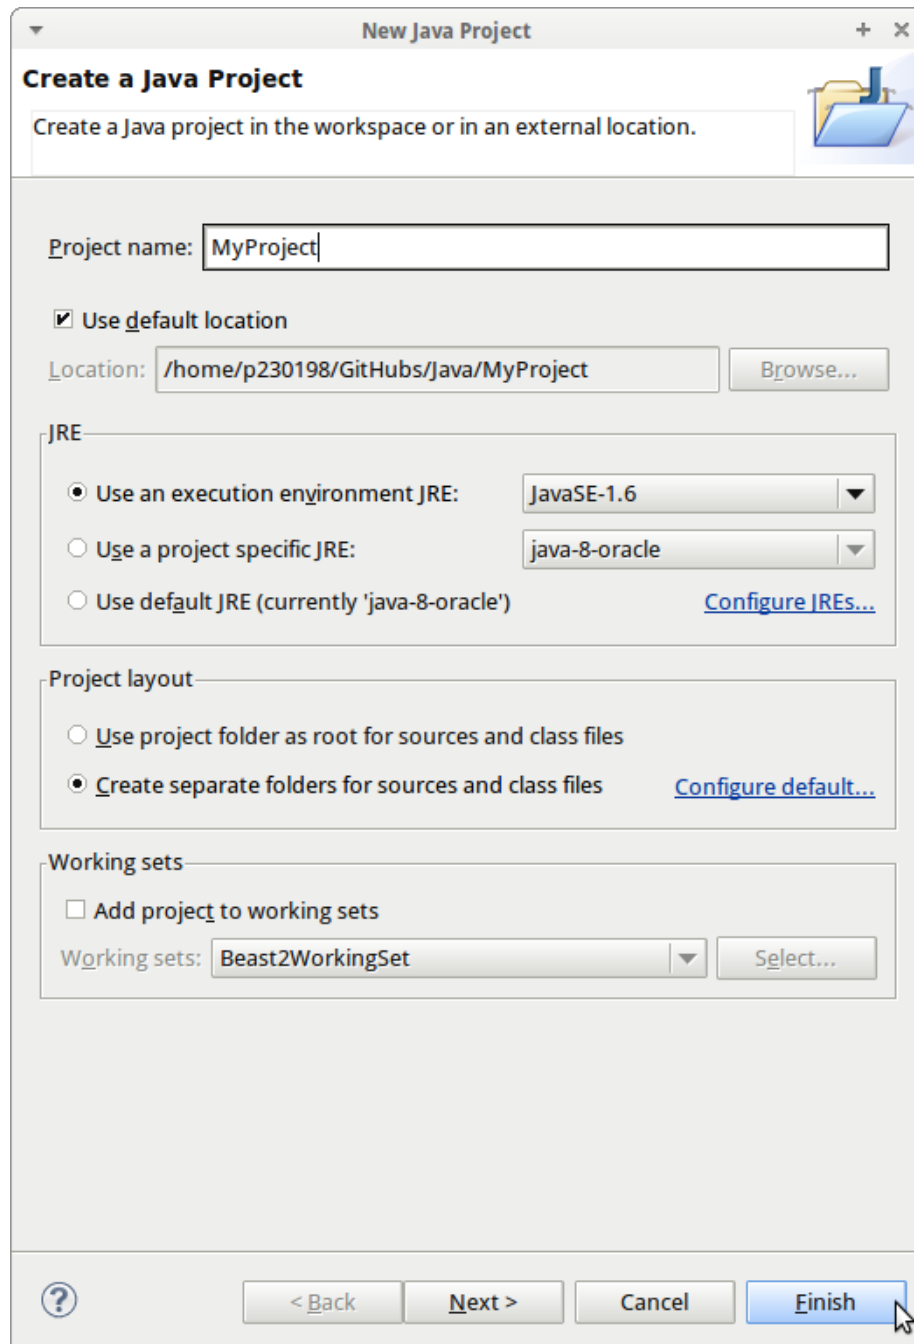 New Java Project
Create a Java Project
Create a Java project in the workspace or in an external location.
Project name: MyProject
Use default location
Location: /home/p230198/GitHubs/Java/MyProject Browse...
JRE
Use an execution environment JRE: JavaSE-1.6
Use a project specific JRE: java-8-oracle
Use default JRE (currently 'java-8-oracle') Configure JREs...
Project layout
Use project folder as root for sources and class files
Create separate folders for sources and class files Configure default...
Working sets
Add project to working sets
Working sets: Beast2WorkingSet Select...
? < Back Next > Cancel Finish